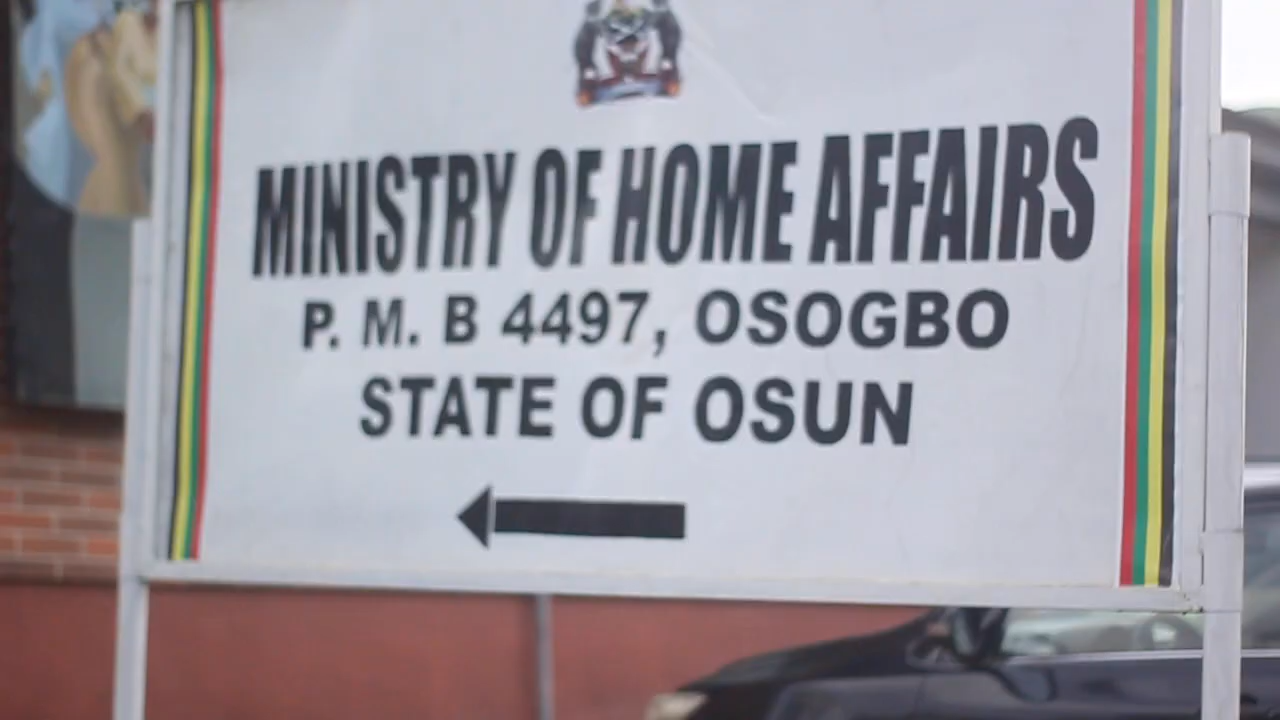 MINISTRY OF HOME AFFAIRS
P. M. B 4497, OSOGBO
STATE OF OSUN